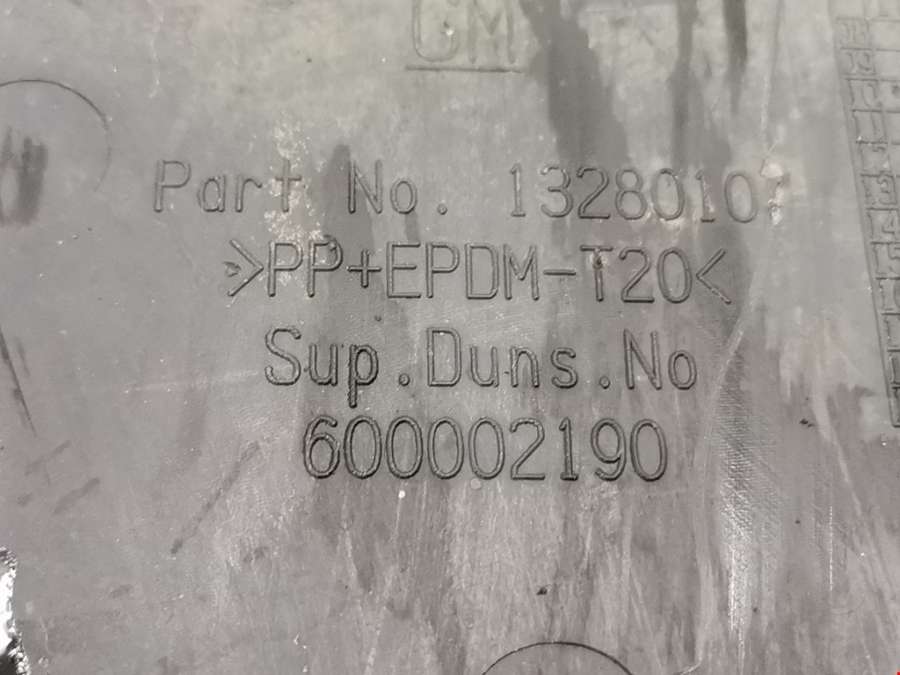 GM
Part No. 13280107
>PP+EPDM-T20<
Sup.Duns.No
600002190